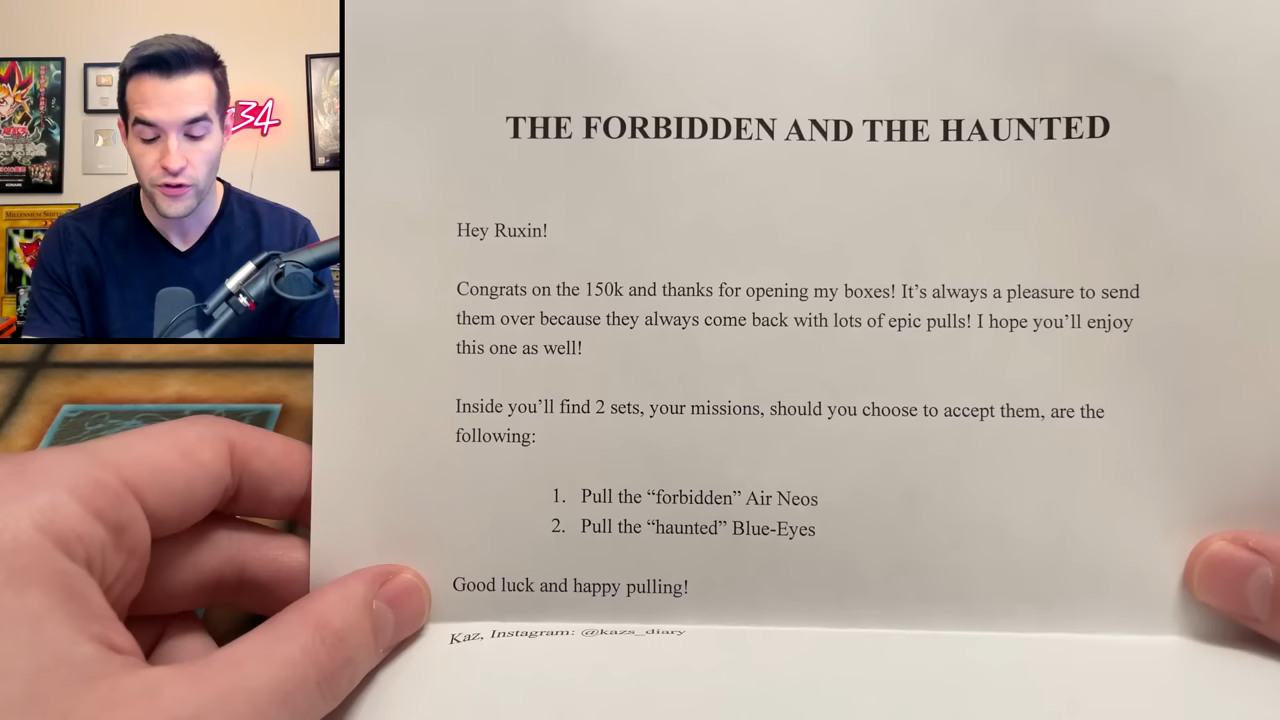 34
KONAMI
THE FORBIDDEN AND THE HAUNTED
Hey Ruxin!
Congrats on the 150k and thanks for opening my boxes! It’s always a pleasure to send
them over because they always come back with lots of epic pulls! I hope you’ll enjoy
this one as well!
Inside you’ll find 2 sets, your missions, should you choose to accept them, are the
following:
1. Pull the “forbidden” Air Neos
2. Pull the “haunted” Blue-Eyes
Good luck and happy pulling!
Kaz, Instagram: @kazs_diary